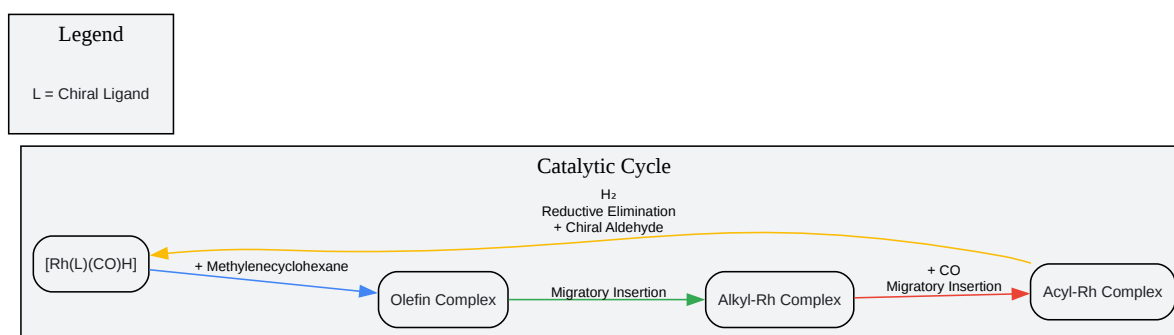 Legend
L = Chiral Ligand
Catalytic Cycle
H₂
Reductive Elimination
+ Chiral Aldehyde
[Rh(L)(CO)H]
+ Methylenecyclohexane
Olefin Complex
Migratory Insertion
Alkyl-Rh Complex
+ CO
Migratory Insertion
Acyl-Rh Complex